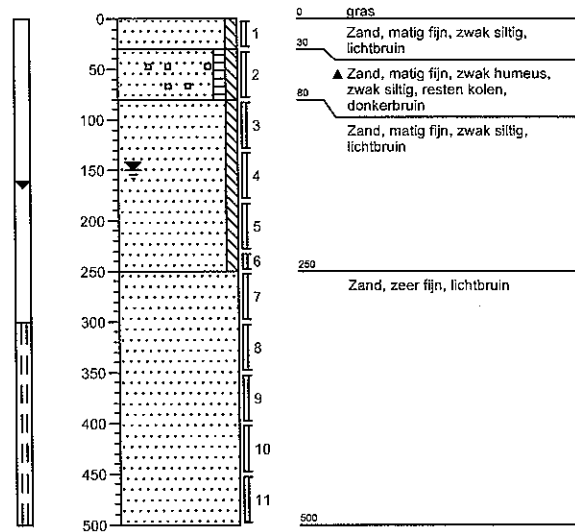 0
50
100
150
200
250
300
350
400
450
500
1
2
3
4
5
6
7
8
9
10
11
0 gras
Zand, matig fijn, zwak siltig,
lichtbruin
30
▲ Zand, matig fijn, zwak humeus,
zwak siltig, resten kolen,
donkerbruin
80
Zand, matig fijn, zwak siltig,
lichtbruin
250
Zand, zeer fijn, lichtbruin
500